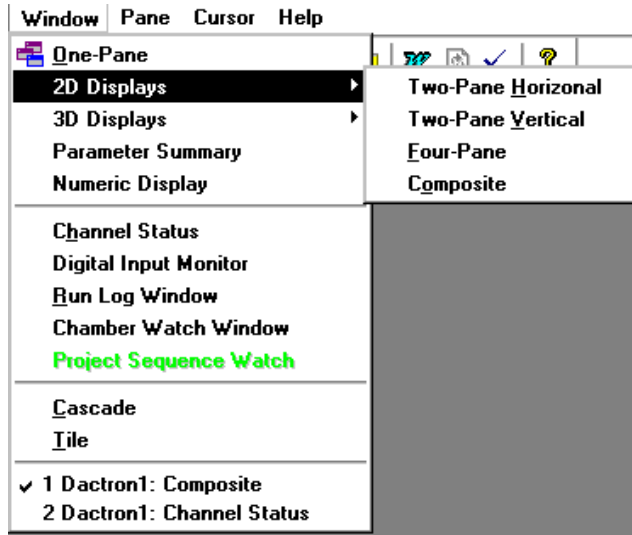 Window Pane Cursor Help
One-Pane
2D Displays
3D Displays
Parameter Summary
Numeric Display
Channel Status
Digital Input Monitor
Run Log Window
Chamber Watch Window
Project Sequence Watch
Cascade
Tile
1 Dactron1: Composite
2 Dactron1: Channel Status
Two-Pane Horizonal
Two-Pane Vertical
Four-Pane
Composite